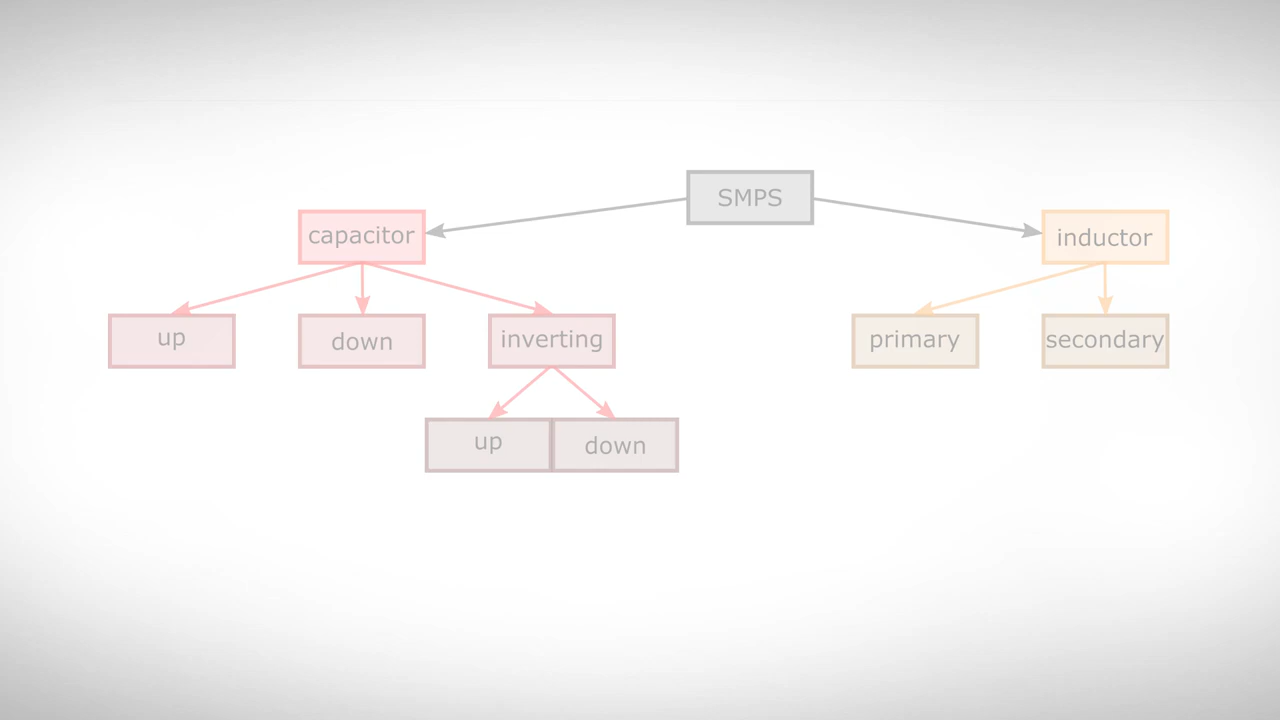 SMPS
capacitor
inductor
up
down
inverting
primary
secondary
up
down